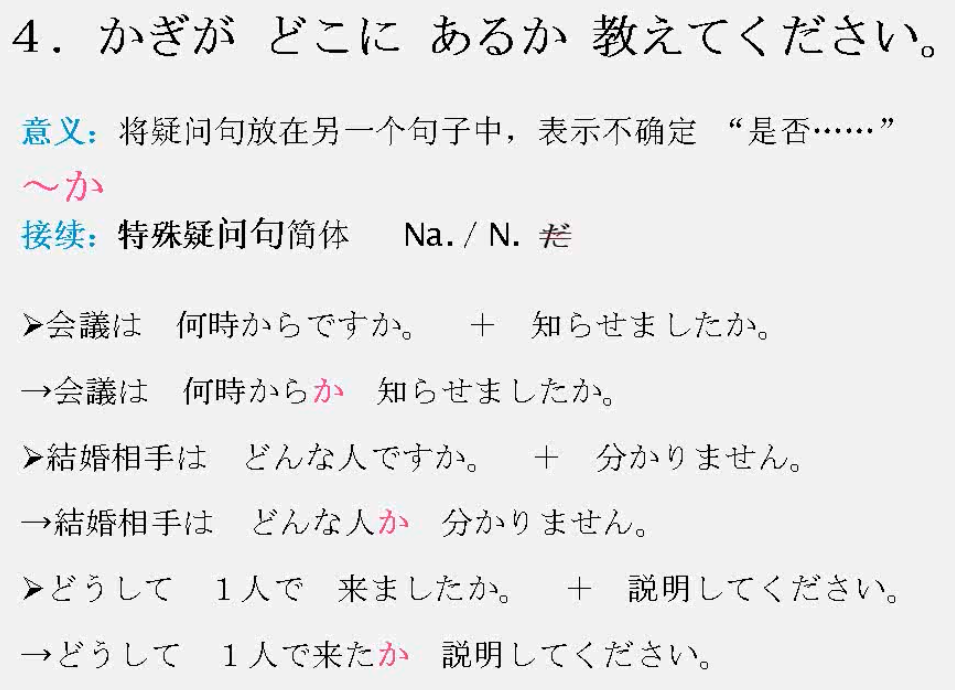 ４．かぎが どこに あるか 教えてください。
意义：将疑问句放在另一个句子中，表示不确定 “是否……”
～か
接续：特殊疑问句简体 Na. / N. だ
➢会議は 何時からですか。 ＋ 知らせましたか。
→会議は 何時からか 知らせましたか。
➢結婚相手は どんな人ですか。 ＋ 分かりません。
→結婚相手は どんな人か 分かりません。
➢どうして １人で 来ましたか。 ＋ 説明してください。
→どうして １人で来たか 説明してください。